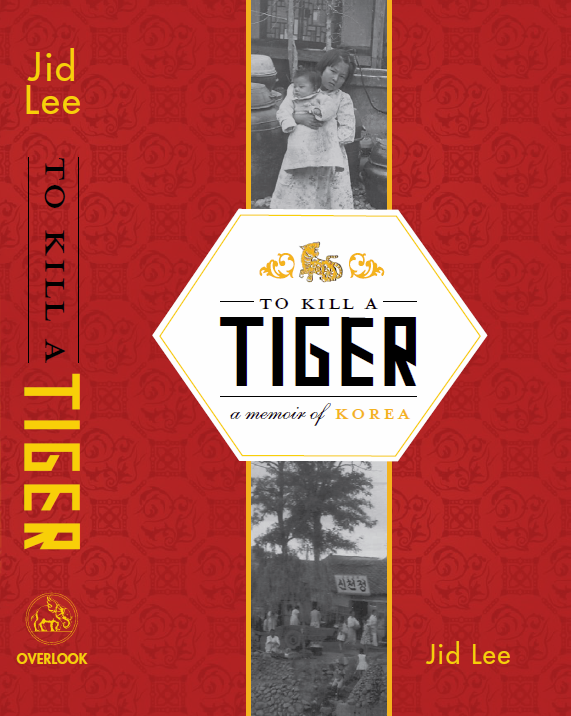 Jid
Lee
TO KILL A
TIGER
OVERLOOK
TO KILL A
TIGER
a memoir of KOREA
신천정
Jid Lee